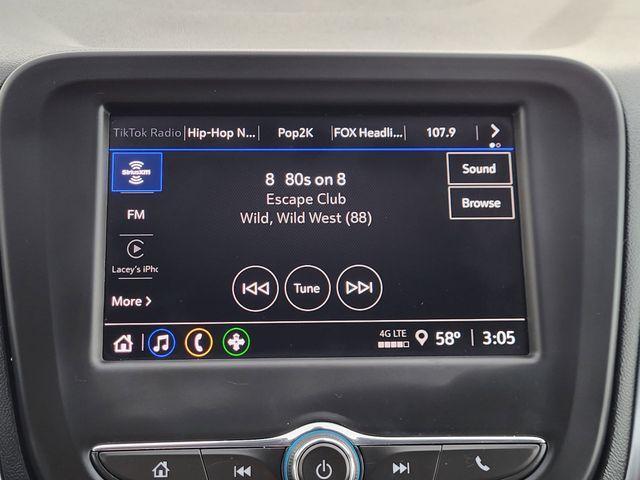 TikTok Radio Hip-Hop N... Pop2K FOX Headli... 107.9
SiriusXM
FM
Lacey's iPho
More >
8 80s on 8
Escape Club
Wild, Wild West (88)
Sound
Browse
Tune
4G LTE
58° 3:05